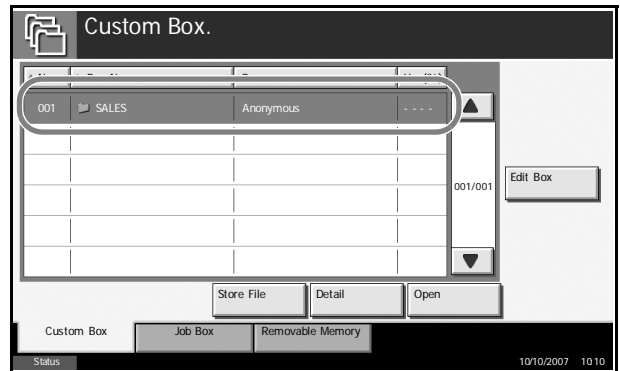 Custom Box.
001 SALES Anonymous - - - -
001/001
Edit Box
Store File Detail Open
Custom Box Job Box Removable Memory
Status 10/10/2007 10:10